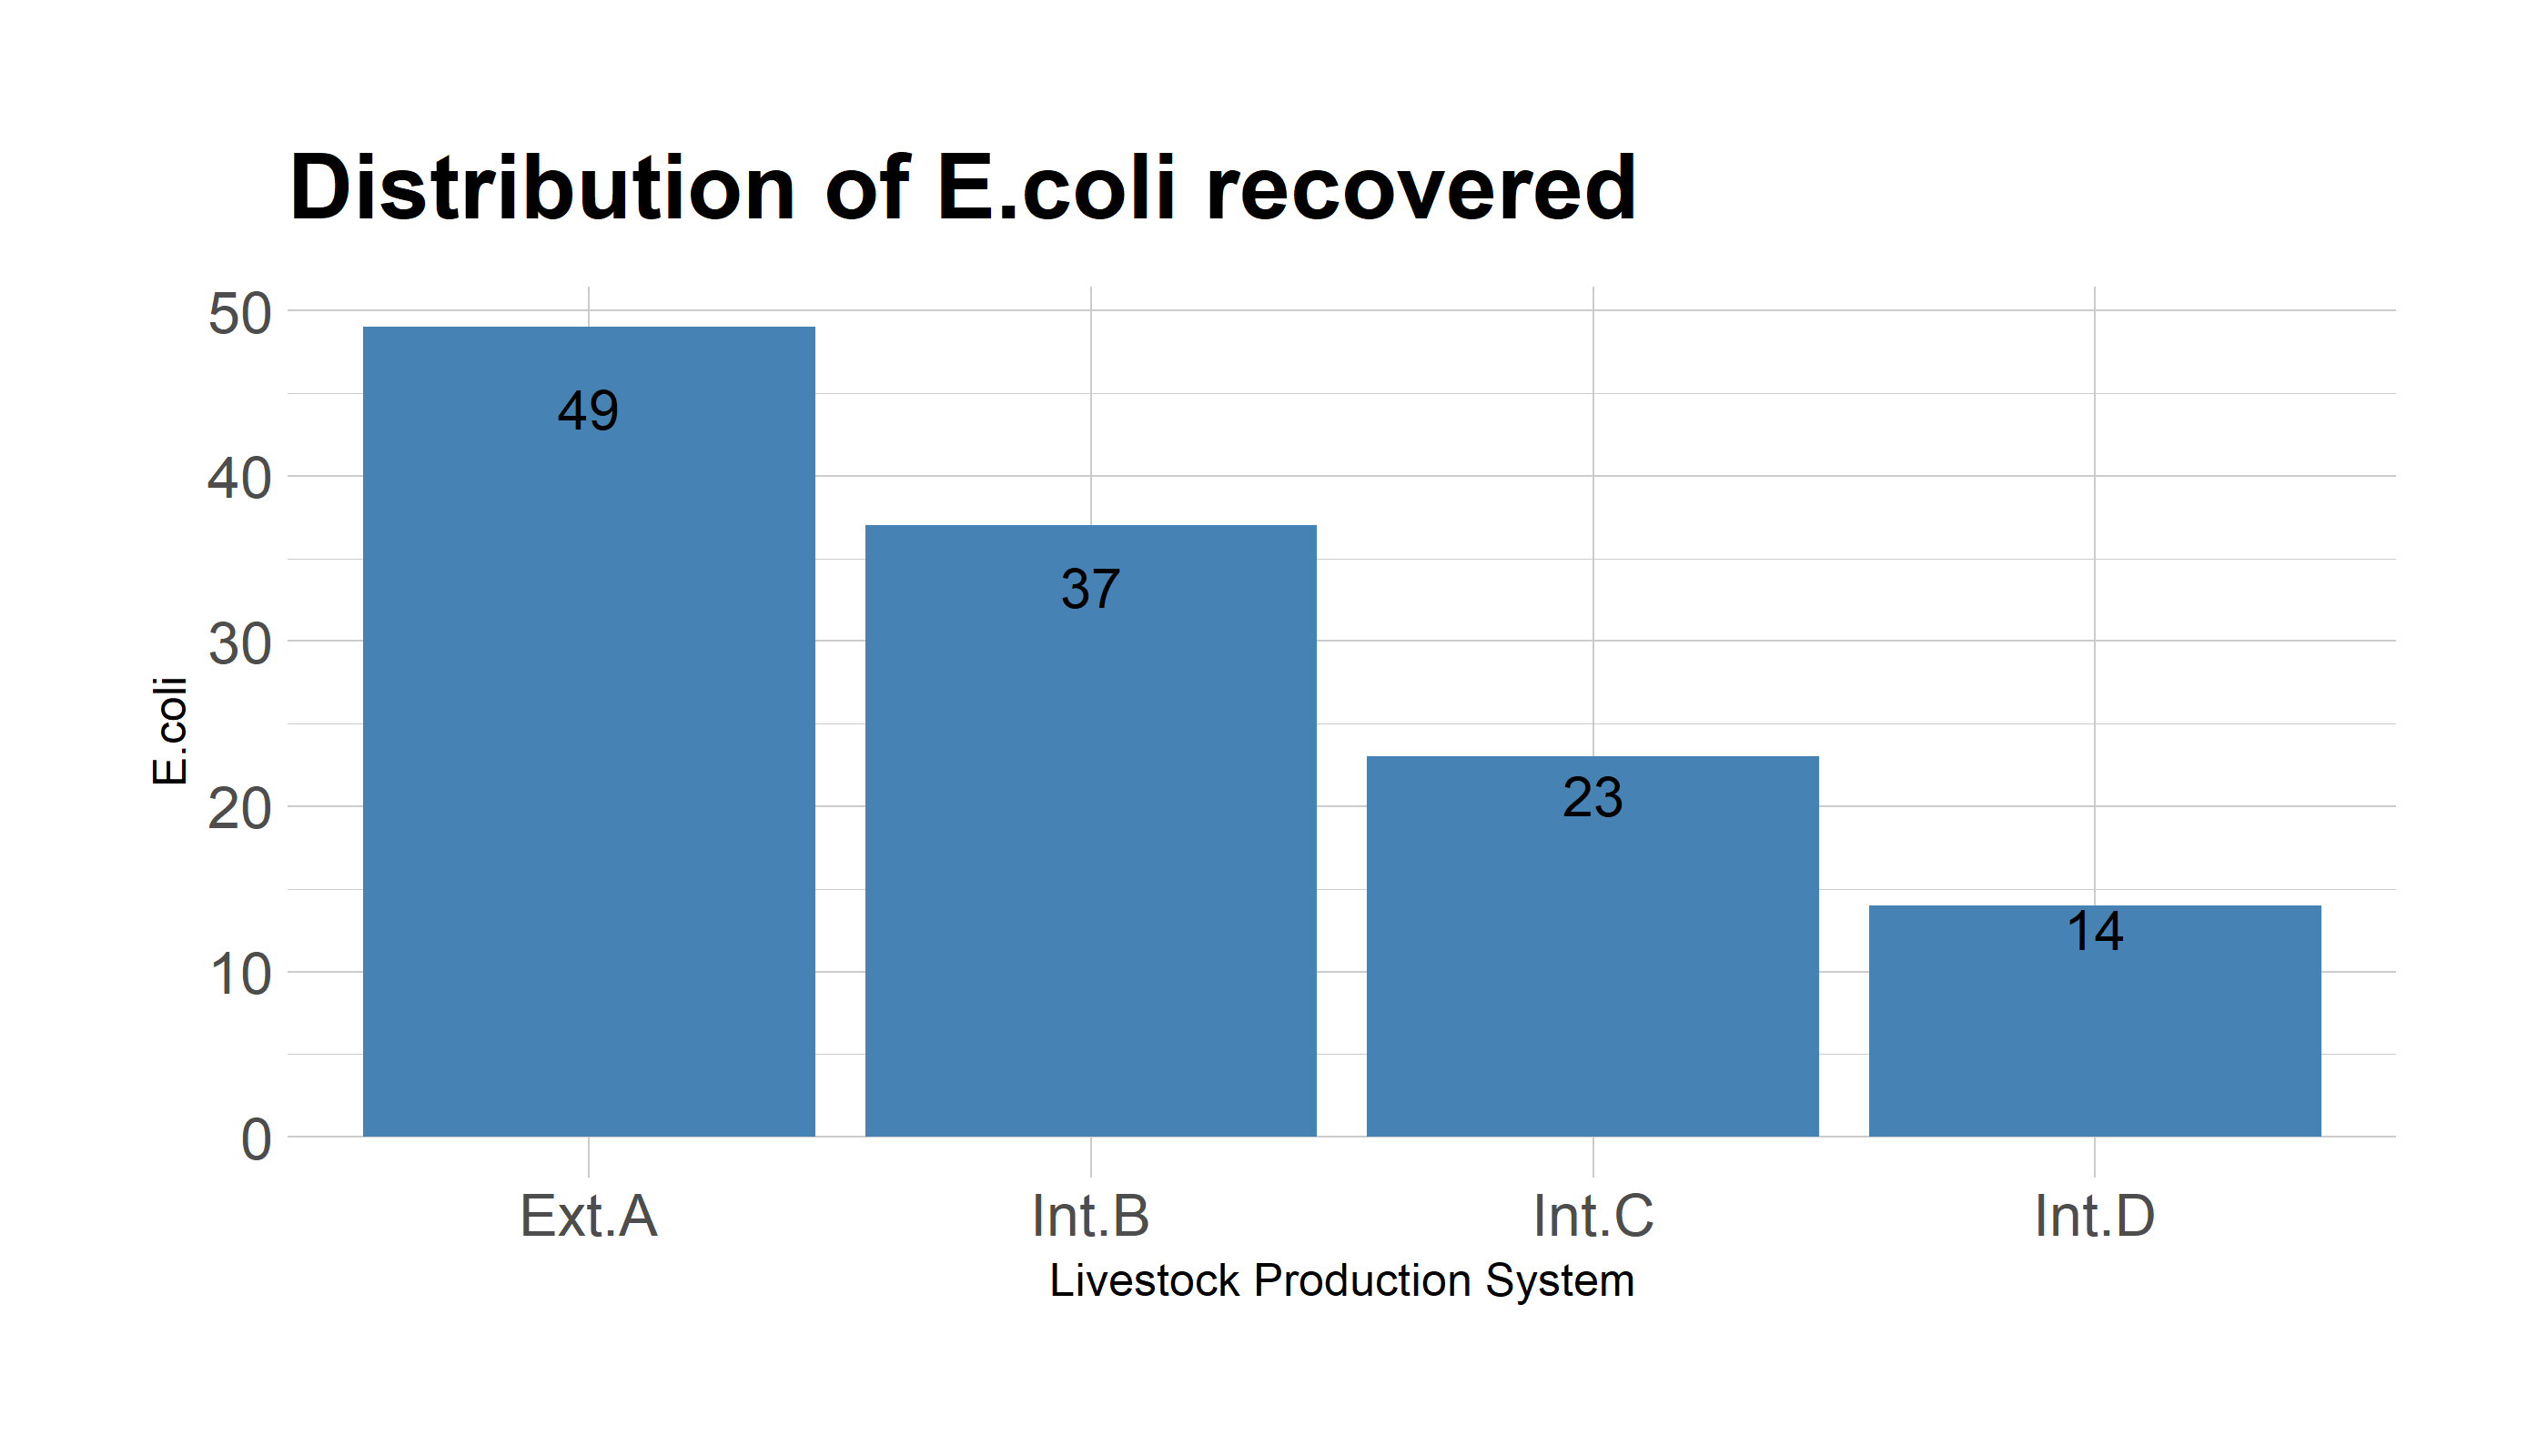 Distribution of E.coli recovered
50
40
30
20
10
0
E.coli
49
37
23
14
Ext.A Int.B Int.C Int.D
Livestock Production System